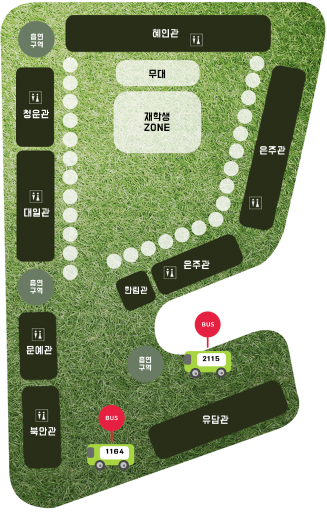 흡연
구역
혜인관
무대
청운관
재학생
ZONE
은주관
대일관
은주관
흡연
구역
한림관
BUS
문예관
흡연
구역
2115
BUS
유담관
북악관
1164